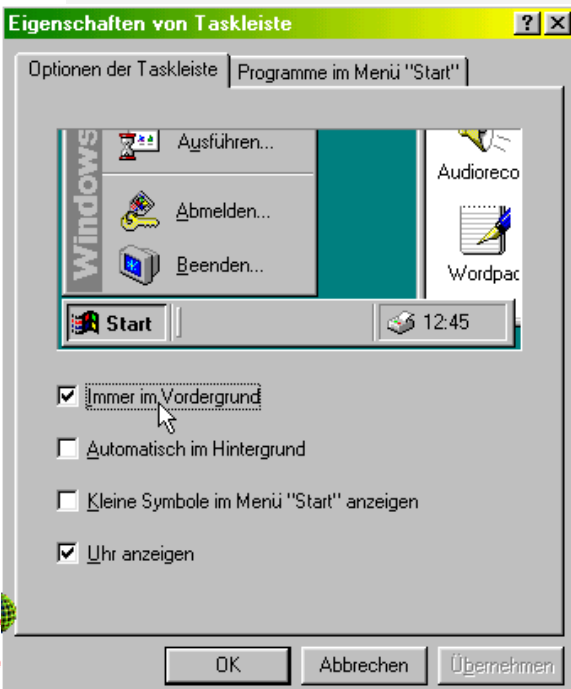 Eigenschaften von Taskleiste
Optionen der Taskleiste Programme im Menü "Start"
Windows
Ausführen...
Audioreco
Abmelden...
Beenden...
Wordpac
Start 12:45
Immer im Vordergrund
Automatisch im Hintergrund
Kleine Symbole im Menü "Start" anzeigen
Uhr anzeigen
OK Abbrechen Übernehmen